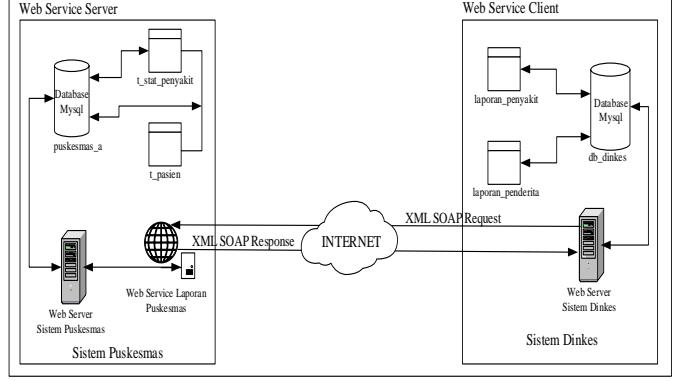 Web Service Server
Web Service Client
t_stat_penyakit
Database
Mysql
puskesmas_a
t_pasien
laporan_penyakit
Database
Mysql
db_dinkes
laporan_penderita
XML SOAP Request
XML SOAP Response
INTERNET
Web Service Laporan
Puskesmas
Web Server
Sistem Puskesmas
Web Server
Sistem Dinkes
Sistem Puskesmas
Sistem Dinkes